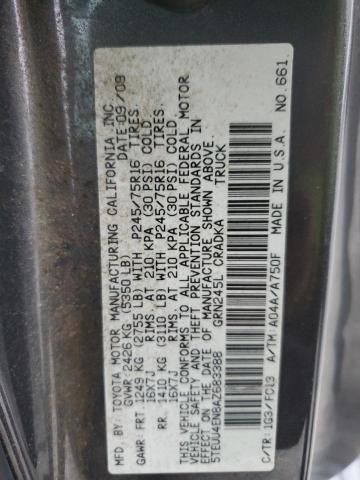 MFD. BY: TOYOTA MOTOR MANUFACTURING CALIFORNIA, INC.
GVWR: 2426 KG (5350 LB) DATE: 09/09
GAWR: FRT. 1249 KG (2755 LB) WITH P245/75R16 TIRES,
16X7J RIMS, AT 210 KPA (30 PSI) COLD.
RR. 1410 KG (3110 LB) WITH P245/75R16 TIRES,
16X7J RIMS, AT 210 KPA (30 PSI) COLD.
THIS VEHICLE CONFORMS TO ALL APPLICABLE FEDERAL MOTOR
VEHICLE SAFETY AND THEFT PREVENTION STANDARDS IN
EFFECT ON THE DATE OF MANUFACTURE SHOWN ABOVE.
5TEUU4EN8AZ683388 GRN245L CRADKA TRUCK
C/TR:1G3/FC13 A/TM:A04A/A750F MADE IN U.S.A. NO.661